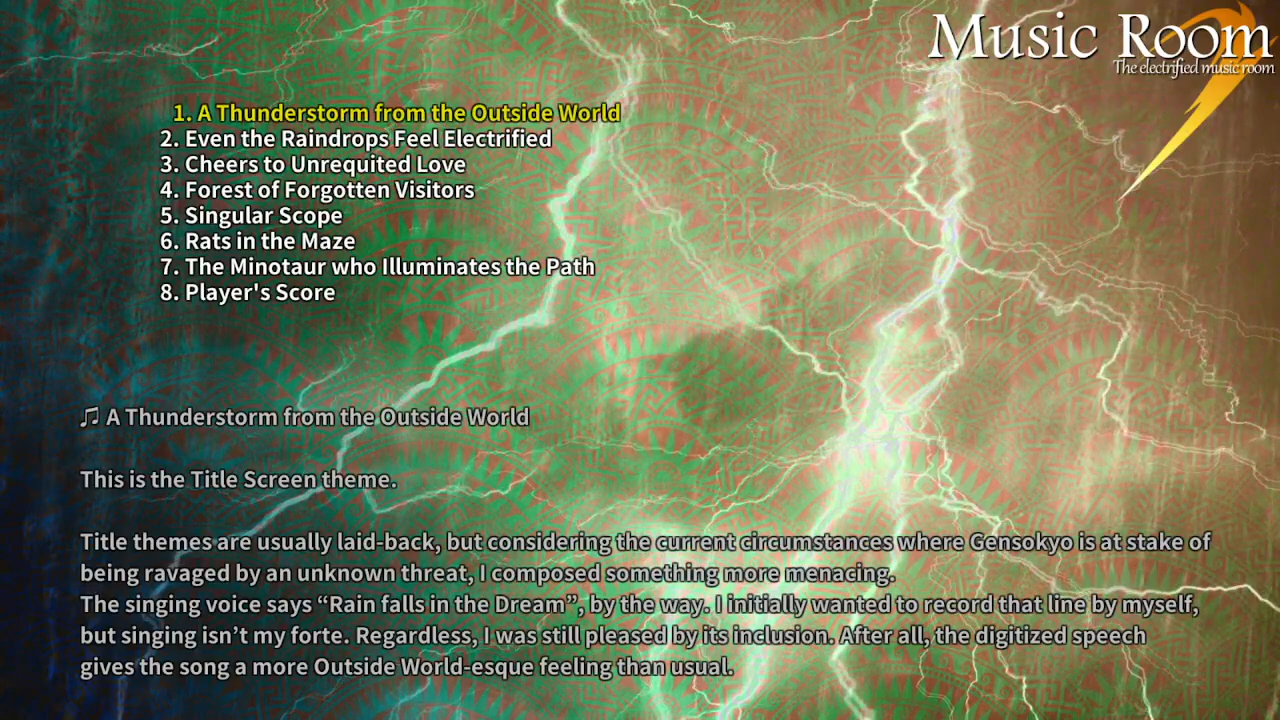 Music Room
The electrified music room
1. A Thunderstorm from the Outside World
2. Even the Raindrops Feel Electrified
3. Cheers to Unrequited Love
4. Forest of Forgotten Visitors
5. Singular Scope
6. Rats in the Maze
7. The Minotaur who Illuminates the Path
8. Player's Score
♫ A Thunderstorm from the Outside World
This is the Title Screen theme.
Title themes are usually laid-back, but considering the current circumstances where Gensokyo is at stake of
being ravaged by an unknown threat, I composed something more menacing.
The singing voice says “Rain falls in the Dream”, by the way. I initially wanted to record that line by myself,
but singing isn’t my forte. Regardless, I was still pleased by its inclusion. After all, the digitized speech
gives the song a more Outside World-esque feeling than usual.